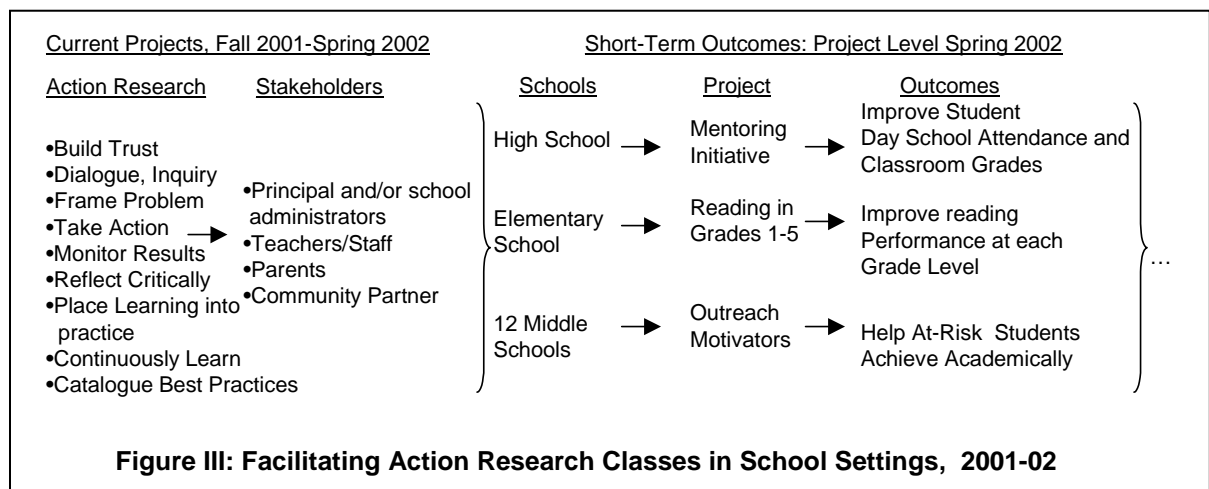 Current Projects, Fall 2001-Spring 2002
Short-Term Outcomes: Project Level Spring 2002
Action Research
Stakeholders
•Build Trust
•Dialogue, Inquiry
•Frame Problem
•Take Action
•Monitor Results
•Reflect Critically
•Place Learning into
practice
•Continuously Learn
•Catalogue Best Practices
•Principal and/or school
administrators
•Teachers/Staff
•Parents
•Community Partner
Schools
Project
Outcomes
High School
Mentoring
Initiative
Improve Student
Day School Attendance and
Classroom Grades
Elementary
School
Reading in
Grades 1-5
Improve reading
Performance at each
Grade Level
12 Middle
Schools
Outreach
Motivators
Help At-Risk Students
Achieve Academically
…
Figure III: Facilitating Action Research Classes in School Settings, 2001-02